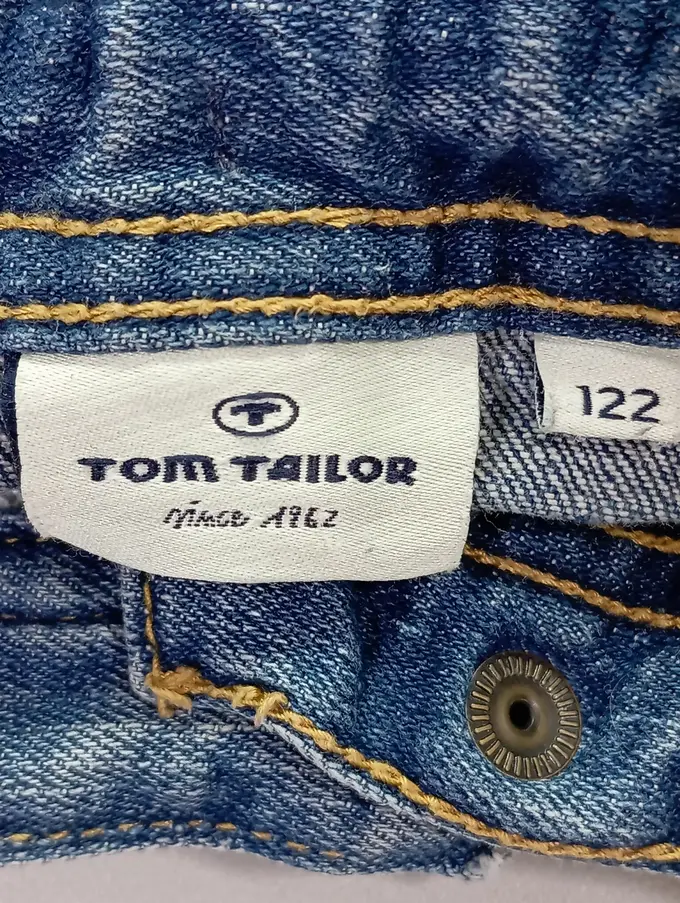 T
TOM TAILOR
since 1962
122